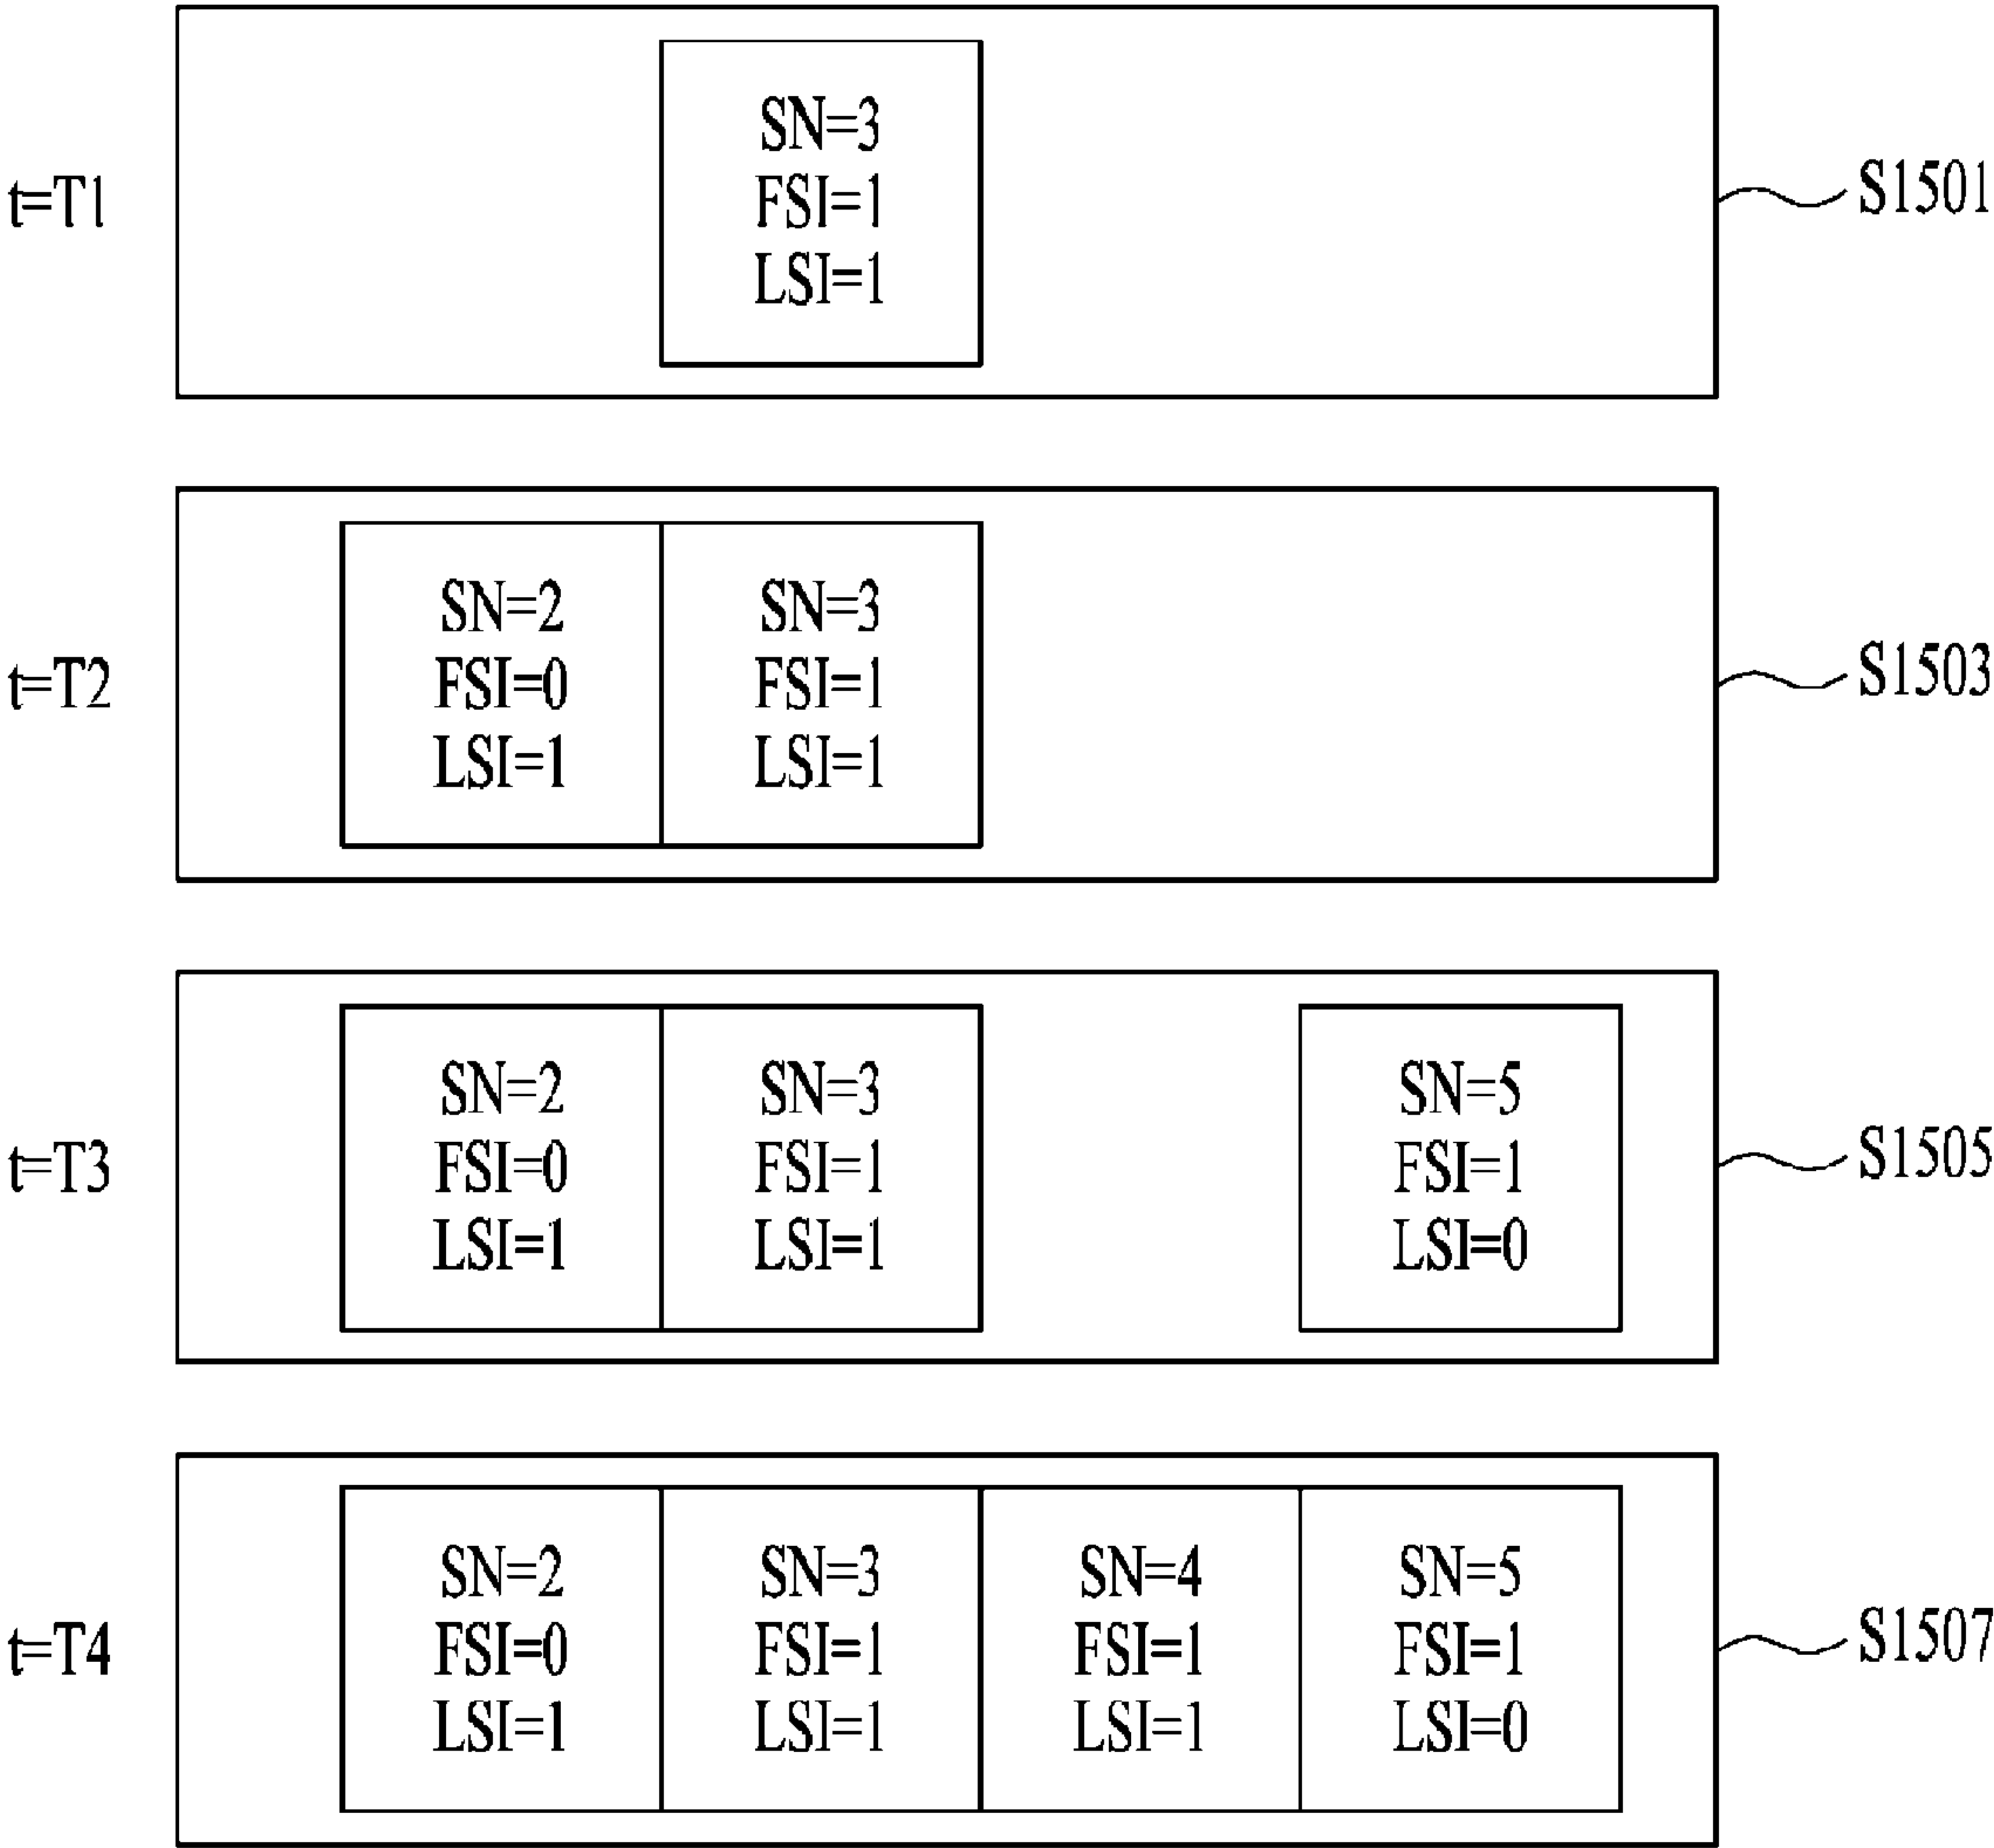 SN=3
FSI=1
LSI=1
t=T1
S1501
SN=2
FSI=0
LSI=1
SN=3
FSI=1
LSI=1
t=T2
S1503
SN=2
FSI=0
LSI=1
SN=3
FSI=1
LSI=1
SN=5
FSI=1
LSI=0
t=T3
S1505
SN=2
FSI=0
LSI=1
SN=3
FSI=1
LSI=1
SN=4
FSI=1
LSI=1
SN=5
FSI=1
LSI=0
t=T4
S1507